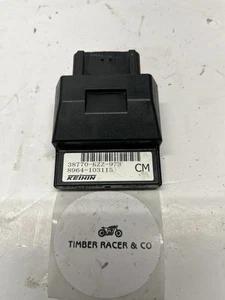 38770-KZZ-973
8964-103115
CM
KEIHIN
TIMBER RACER & CO